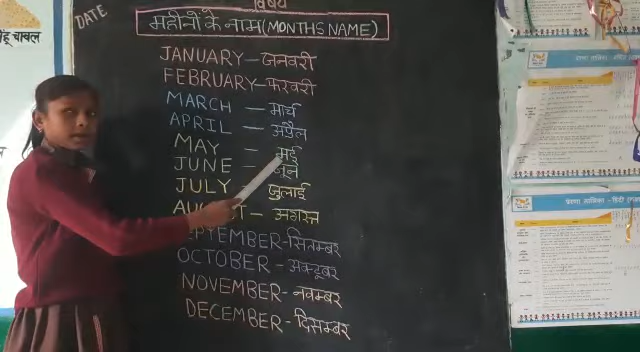 विषय
DATE
महीनों के नाम (MONTHS NAME)
JANUARY – जनवरी
FEBRUARY – फरवरी
MARCH – मार्च
APRIL – अप्रैल
MAY – मई
JUNE – जून
JULY – जुलाई
AUGUST – अगस्त
SEPTEMBER – सितम्बर
OCTOBER – अक्टूबर
NOVEMBER – नवम्बर
DECEMBER – दिसम्बर
चावल